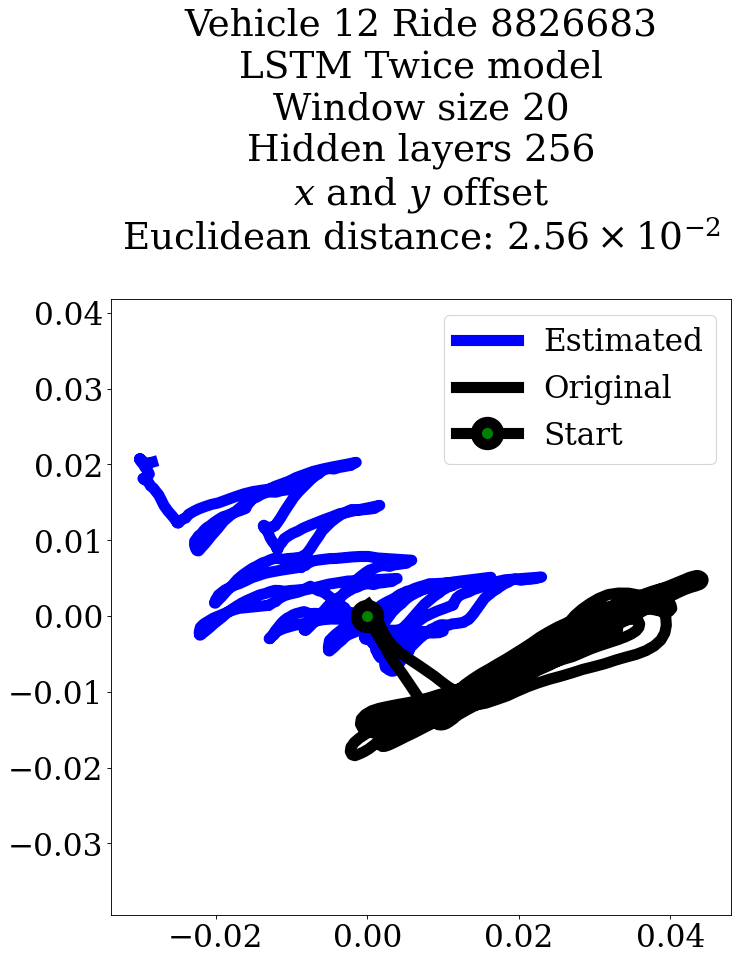 Vehicle 12 Ride 8826683
LSTM Twice model
Window size 20
Hidden layers 256
x and y offset
Euclidean distance: 2.56 × 10⁻²
0.04
0.03
0.02
0.01
0.00
−0.01
−0.02
−0.03
Estimated
Original
Start
−0.02
0.00
0.02
0.04